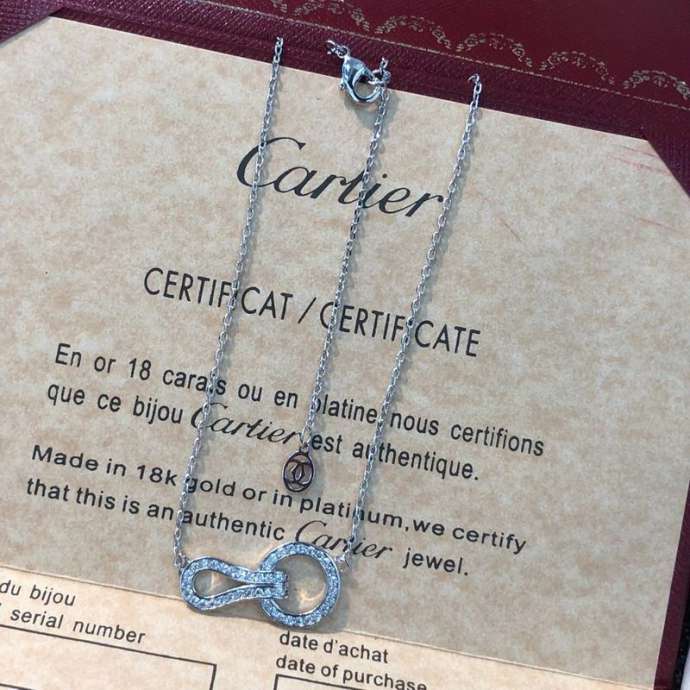 Cartier
CERTIFICAT / CERTIFICATE
En or 18 carats ou en platine, nous certifions
que ce bijou Cartier est authentique.
Made in 18k gold or in platinum, we certify
that this is an authentic Cartier jewel.
du bijou
serial number
date d'achat
date of purchase